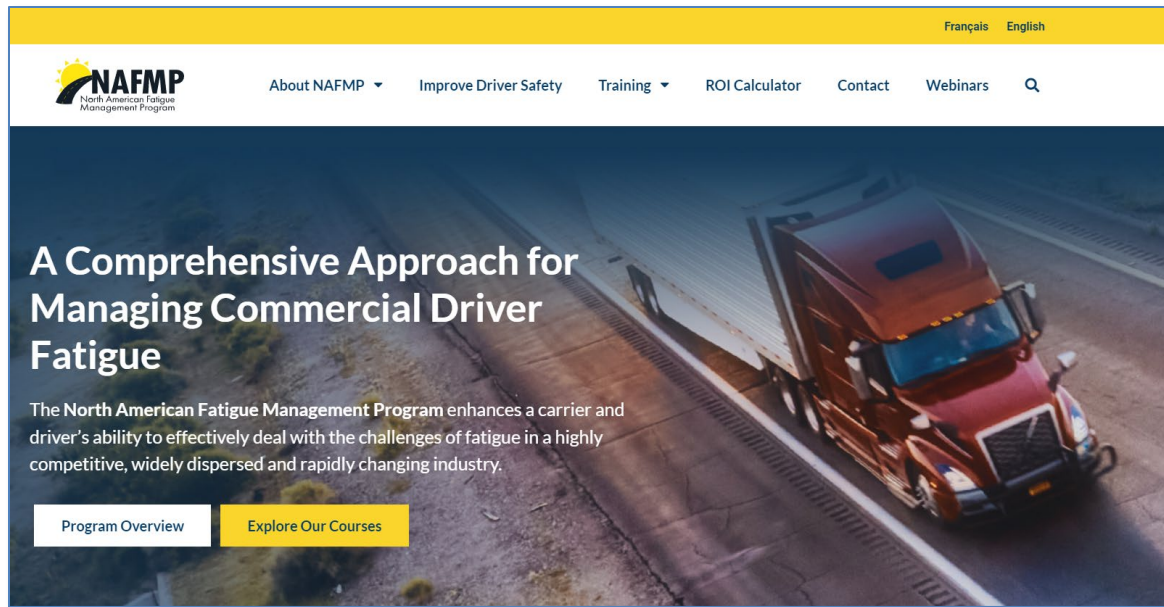 Français English
NAFMP
North American Fatigue
Management Program
About NAFMP Improve Driver Safety Training ROI Calculator Contact Webinars
A Comprehensive Approach for
Managing Commercial Driver
Fatigue
The North American Fatigue Management Program enhances a carrier and
driver's ability to effectively deal with the challenges of fatigue in a highly
competitive, widely dispersed and rapidly changing industry.
Program Overview Explore Our Courses